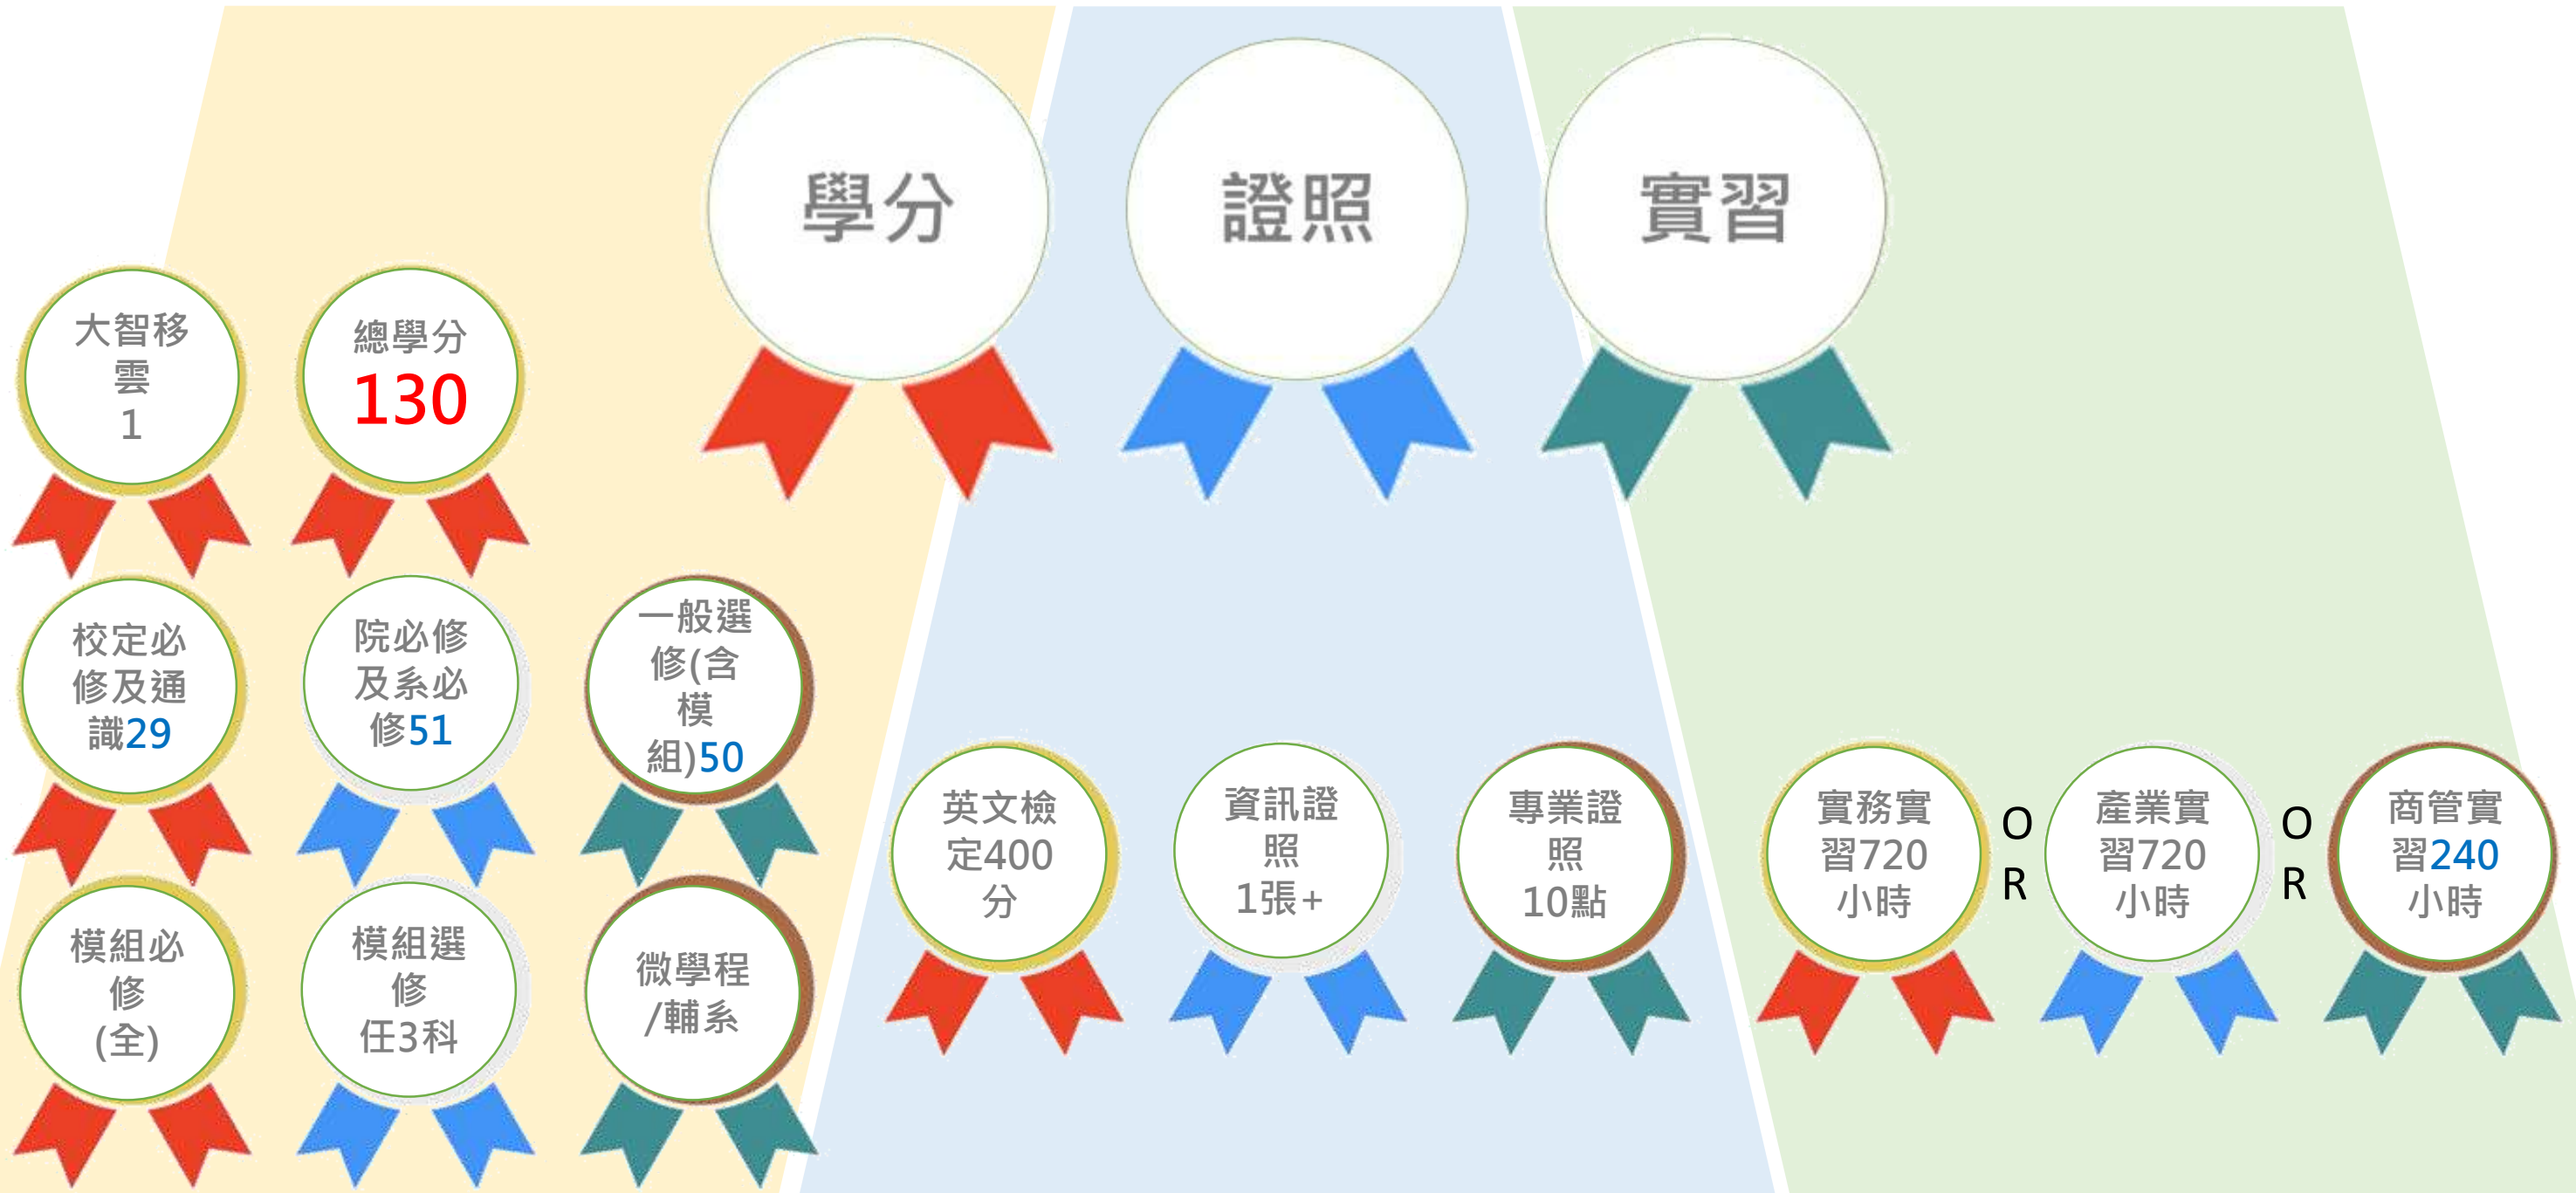 學分
證照
實習
大智移
雲
1
總學分
130
校定必
修及通
識29
院必修
及系必
修51
一般選
修(含
模
組)50
模組必
修
(全)
模組選
修
任3科
微學程
/輔系
英文檢
定400
分
資訊證
照
1張+
專業證
照
10點
實務實
習720
小時
O
R
產業實
習720
小時
O
R
商管實
習240
小時